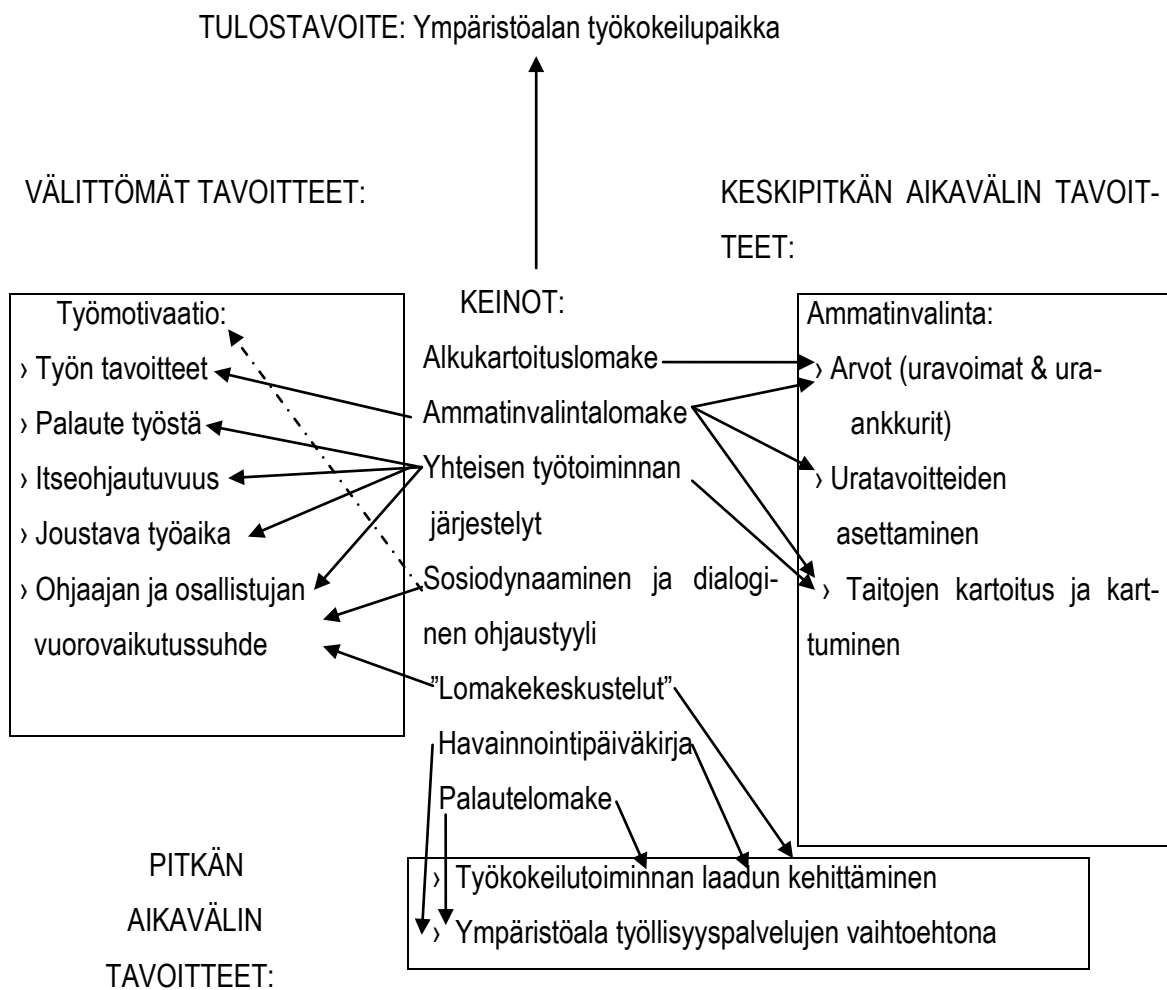 TULOSTAVOITE: Ympäristöalan työkokeilupaikka
VÄLITTÖMÄT TAVOITTEET:
KESKIPITKÄN AIKAVÄLIN TAVOIT-
TEET:
Työmotivaatio:
› Työn tavoitteet
› Palaute työstä
› Itseohjautuvuus
› Joustava työaika
› Ohjaajan ja osallistujan
vuorovaikutussuhde
KEINOT:
Alkukartoituslomake
Ammatinvalintalomake
Yhteisen työtoiminnan
järjestelyt
Sosiodynaaminen ja dialogi-
nen ohjaustyyli
”Lomakekeskustelut”
Havainnointipäiväkirja
Palautelomake
Ammatinvalinta:
› Arvot (uravoimat & ura-
ankkurit)
› Uratavoitteiden
asettaminen
› Taitojen kartoitus ja kart-
tuminen
PITKÄN
AIKAVÄLIN
TAVOITTEET:
› Työkokeilutoiminnan laadun kehittäminen
› Ympäristöala työllisyyspalvelujen vaihtoehtona